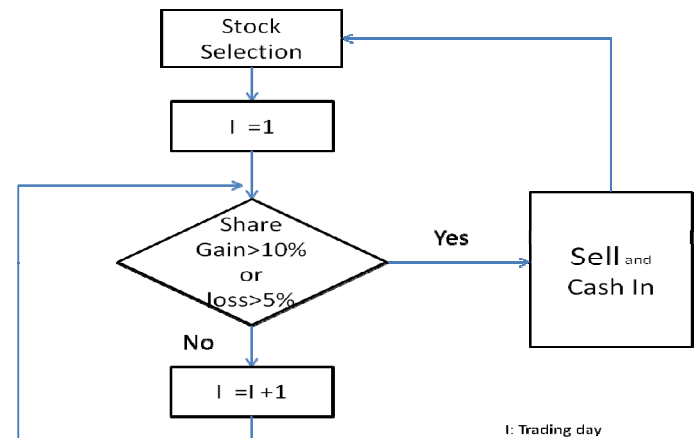 Stock
Selection
I =1
Share
Gain>10%
or
loss>5%
Yes
Sell and
Cash In
No
I =I+1
I: Trading day